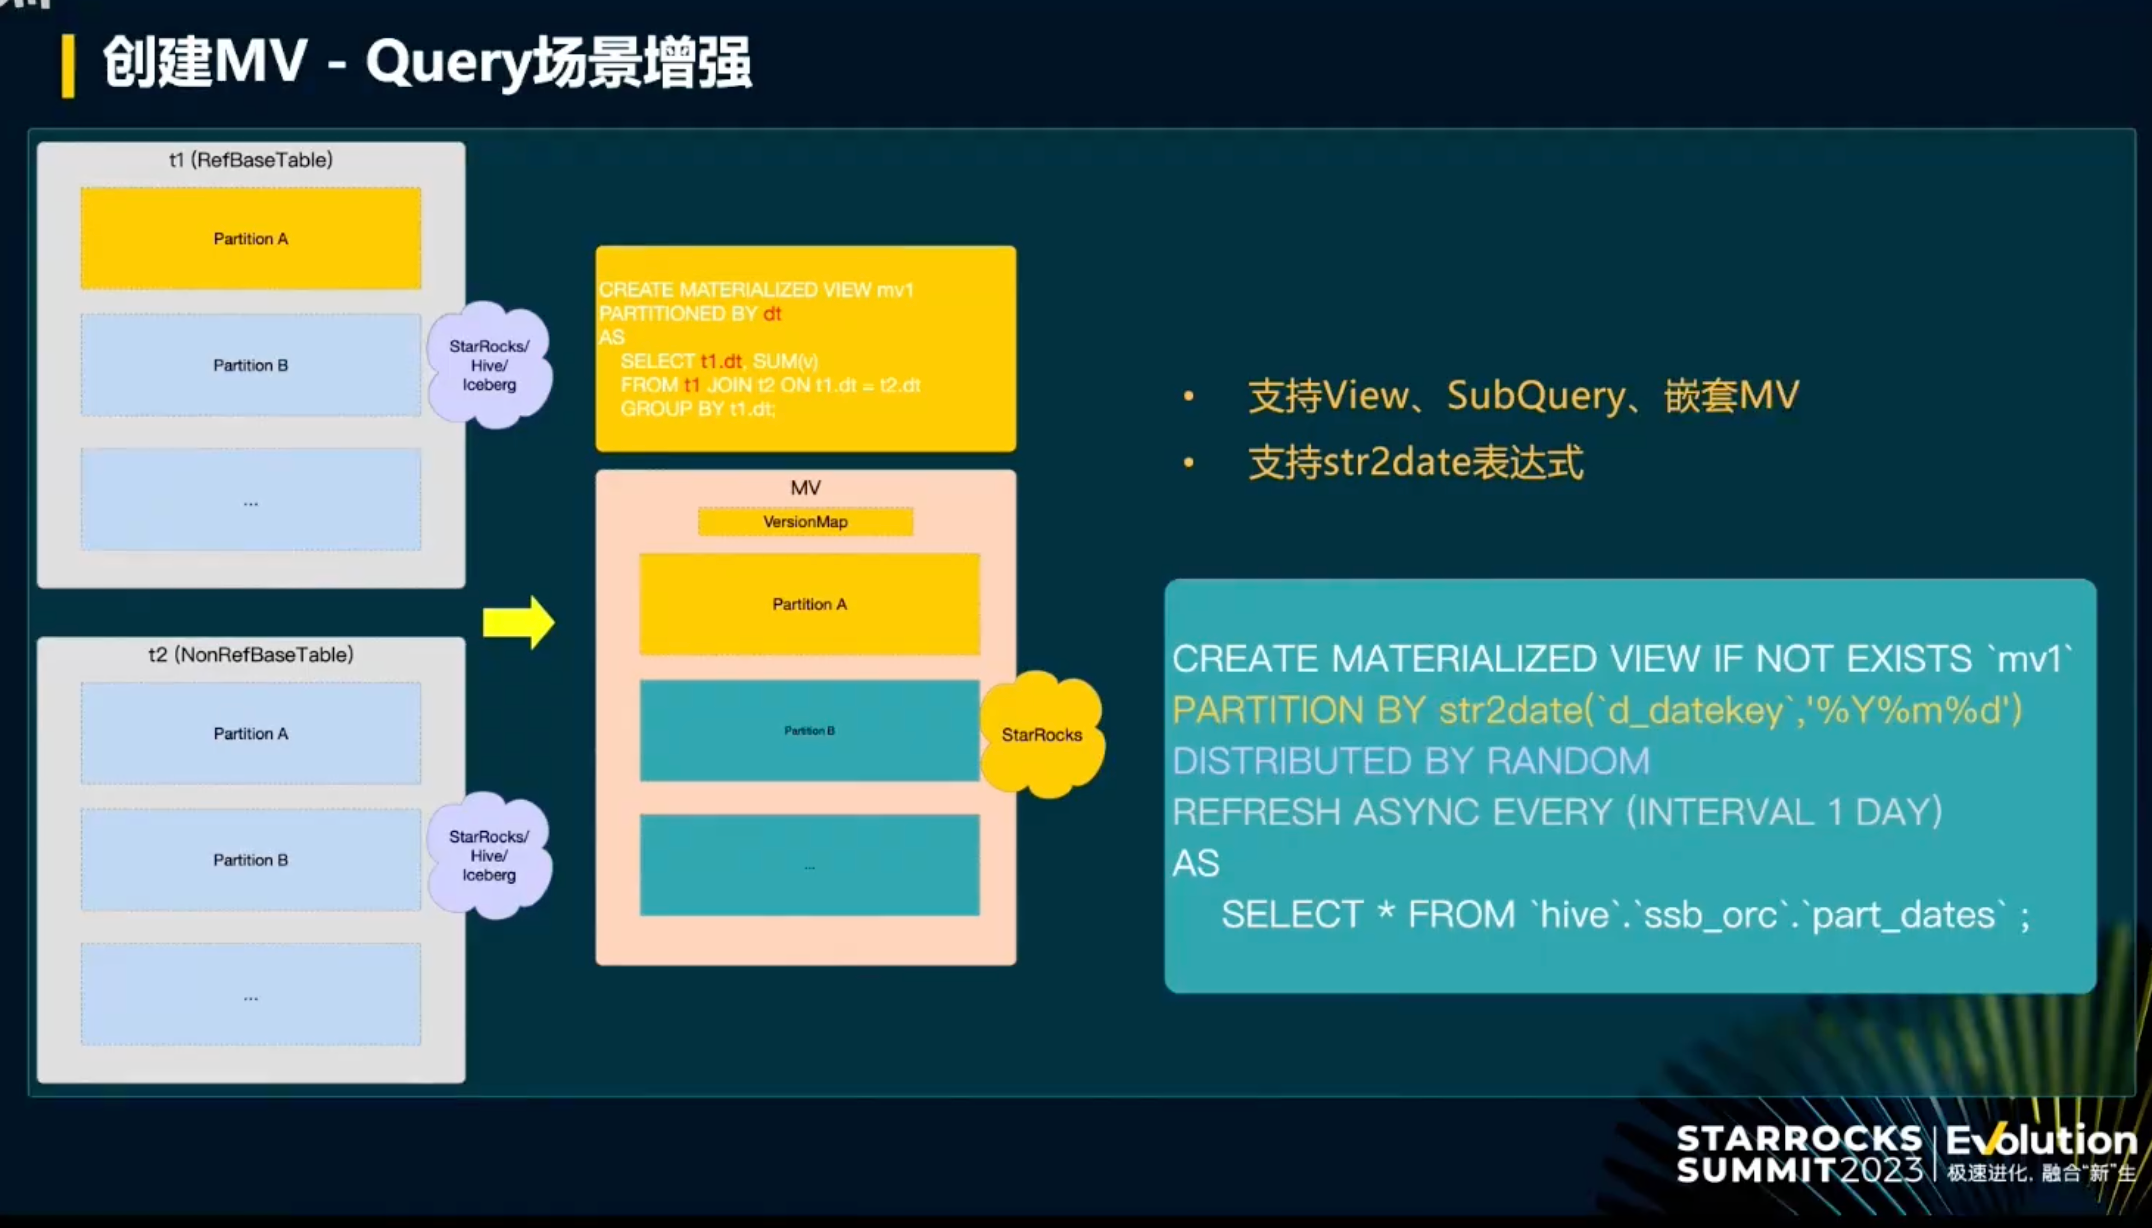 创建MV - Query场景增强
t1 (RefBaseTable)
Partition A
Partition B
...
StarRocks/
Hive/
Iceberg
t2 (NonRefBaseTable)
Partition A
Partition B
...
StarRocks/
Hive/
Iceberg
CREATE MATERIALIZED VIEW mv1
PARTITIONED BY dt
AS
SELECT t1.dt, SUM(v)
FROM t1 JOIN t2 ON t1.dt = t2.dt
GROUP BY t1.dt;
MV
VersionMap
Partition A
Partition B
...
StarRocks
• 支持View、SubQuery、嵌套MV
• 支持str2date表达式
CREATE MATERIALIZED VIEW IF NOT EXISTS `mv1`
PARTITION BY str2date(`d_datekey`,'%Y%m%d')
DISTRIBUTED BY RANDOM
REFRESH ASYNC EVERY (INTERVAL 1 DAY)
AS
SELECT * FROM `hive`.`ssb_orc`.`part_dates` ;
STARROCKS
SUMMIT2023
Evolution
极速进化，融合“新”生